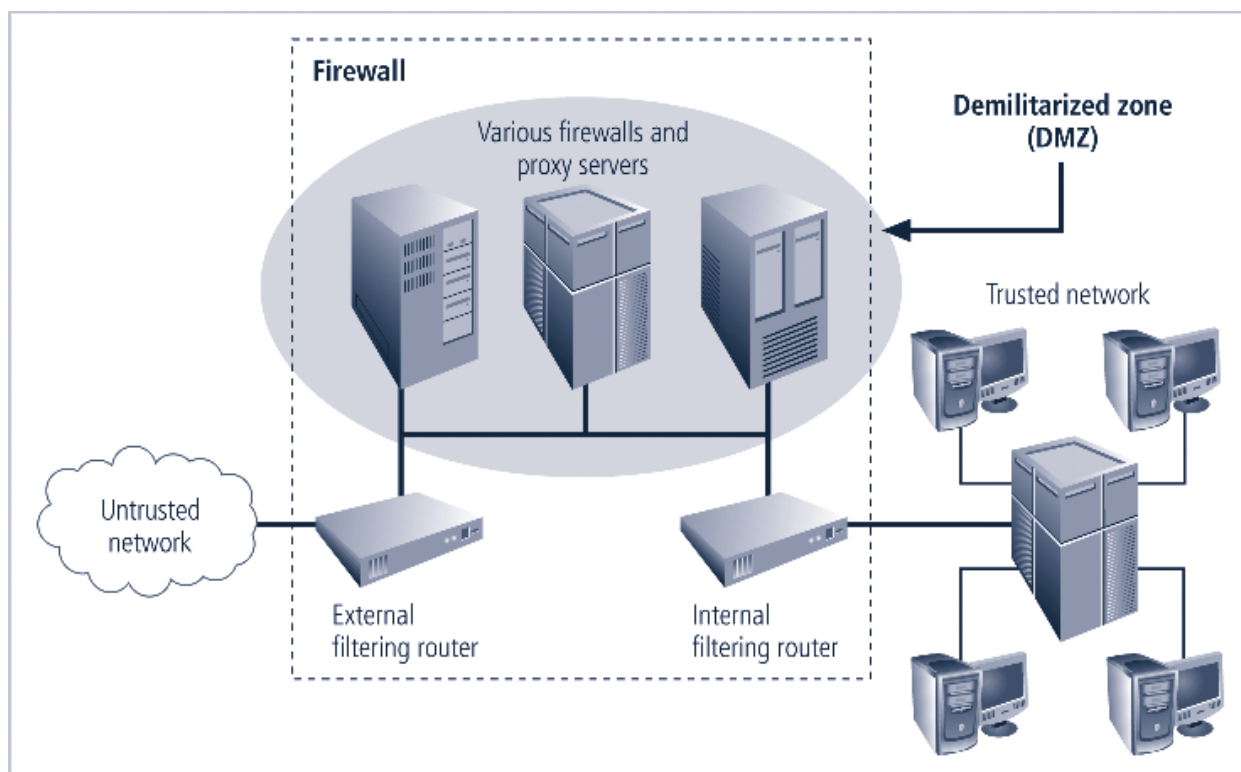 Firewall
Various firewalls and
proxy servers
Demilitarized zone
(DMZ)
Trusted network
Untrusted
network
External
filtering router
Internal
filtering router